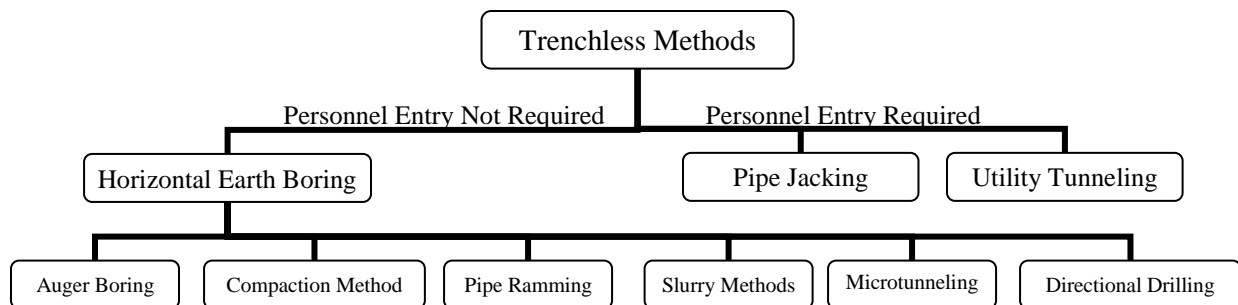 Trenchless Methods
Personnel Entry Not Required
Personnel Entry Required
Horizontal Earth Boring
Pipe Jacking
Utility Tunneling
Auger Boring
Compaction Method
Pipe Ramming
Slurry Methods
Microtunneling
Directional Drilling